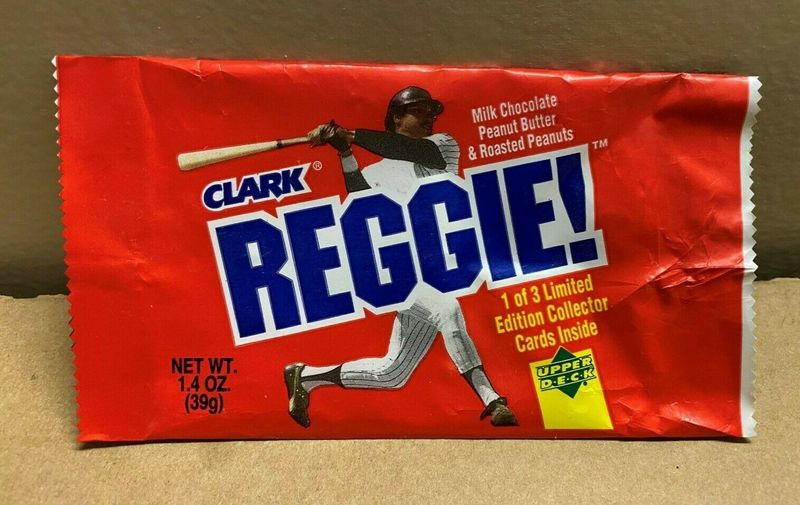 Milk Chocolate
Peanut Butter
& Roasted Peanuts
CLARK®
REGGIE!™
1 of 3 Limited
Edition Collector
Cards Inside
UPPER
D·E·C·K
NET WT.
1.4 OZ.
(39g)